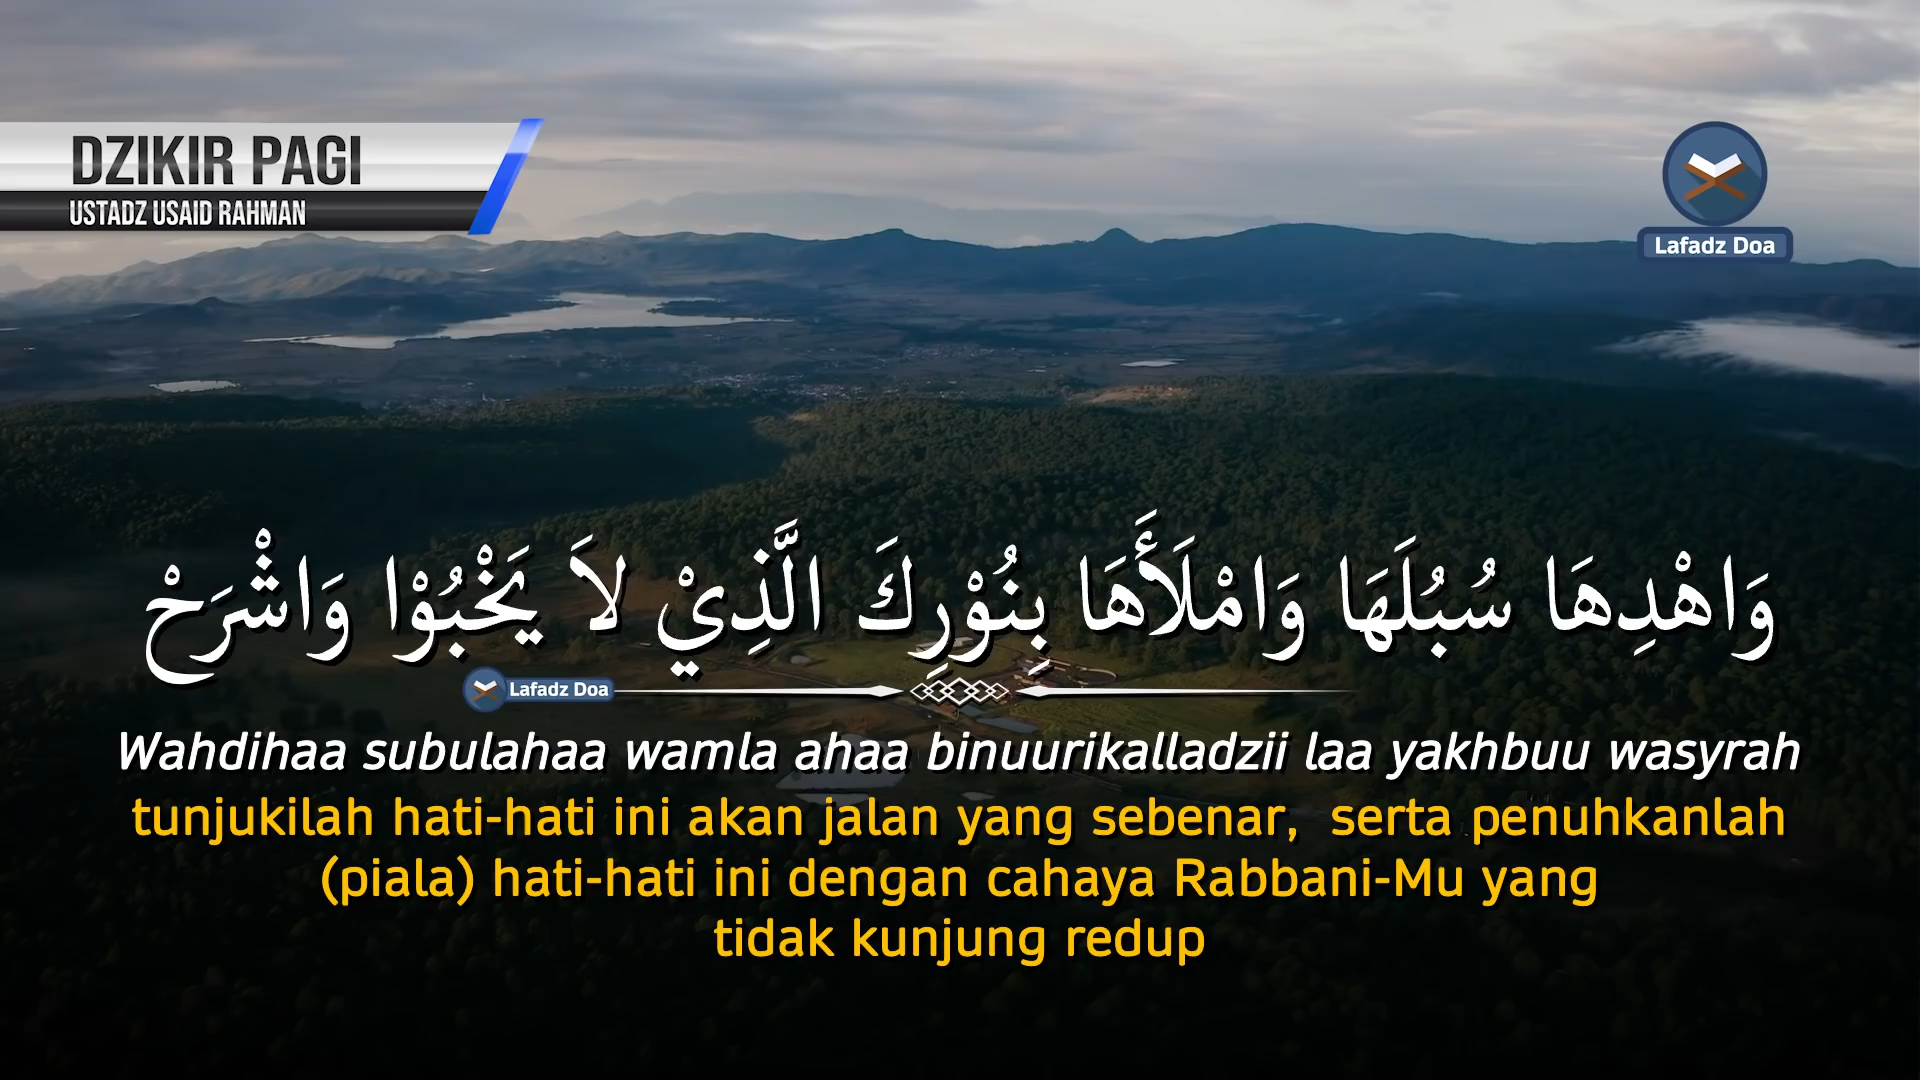 DZIKIR PAGI
USTADZ USAID RAHMAN
Lafadz Doa
وَاهْدِهَا سُبُلَهَا وَامْلَأَهَا بِنُوْرِكَ الَّذِيْ لاَ يَخْبُوْا وَاشْرَحْ
Lafadz Doa
Wahdihaa subulahaa wamla ahaa binuurikalladzii laa yakhbuu wasyrah
tunjukilah hati-hati ini akan jalan yang sebenar, serta penuhkanlah
(piala) hati-hati ini dengan cahaya Rabbani-Mu yang
tidak kunjung redup